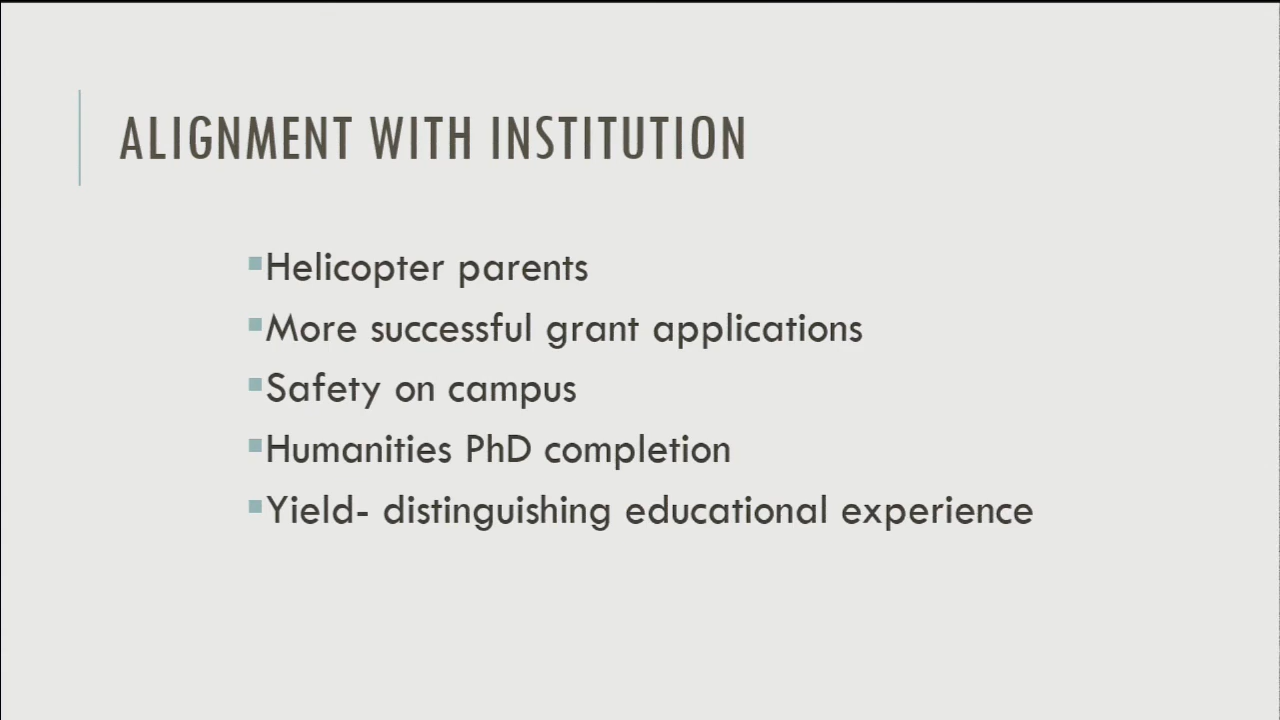 ALIGNMENT WITH INSTITUTION
Helicopter parents
More successful grant applications
Safety on campus
Humanities PhD completion
Yield- distinguishing educational experience